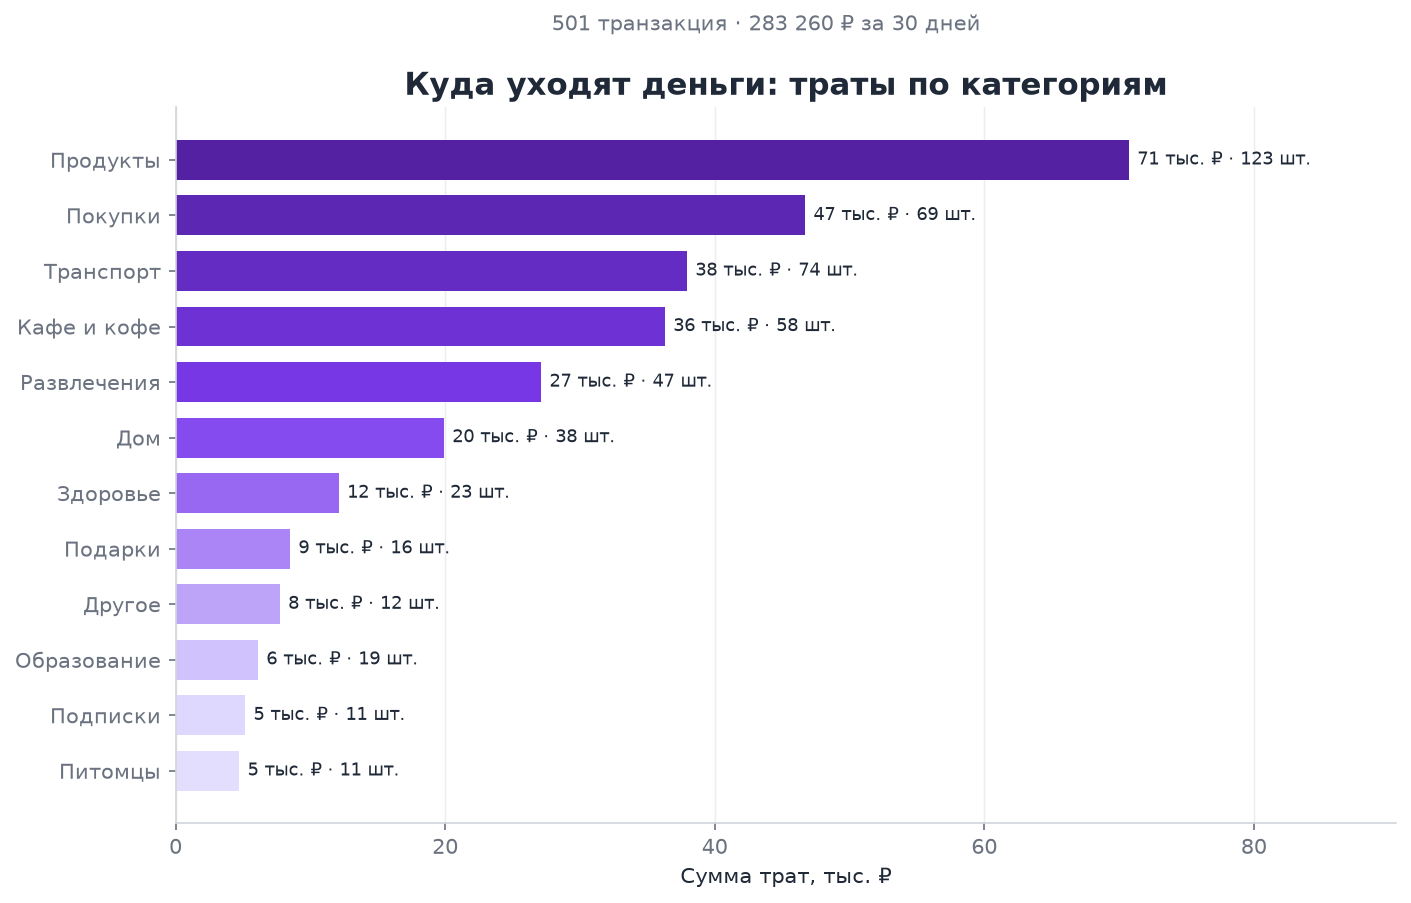 501 транзакция · 283 260 ₽ за 30 дней
Куда уходят деньги: траты по категориям
Продукты 71 тыс. ₽ · 123 шт.
Покупки 47 тыс. ₽ · 69 шт.
Транспорт 38 тыс. ₽ · 74 шт.
Кафе и кофе 36 тыс. ₽ · 58 шт.
Развлечения 27 тыс. ₽ · 47 шт.
Дом 20 тыс. ₽ · 38 шт.
Здоровье 12 тыс. ₽ · 23 шт.
Подарки 9 тыс. ₽ · 16 шт.
Другое 8 тыс. ₽ · 12 шт.
Образование 6 тыс. ₽ · 19 шт.
Подписки 5 тыс. ₽ · 11 шт.
Питомцы 5 тыс. ₽ · 11 шт.
0 20 40 60 80
Сумма трат, тыс. ₽